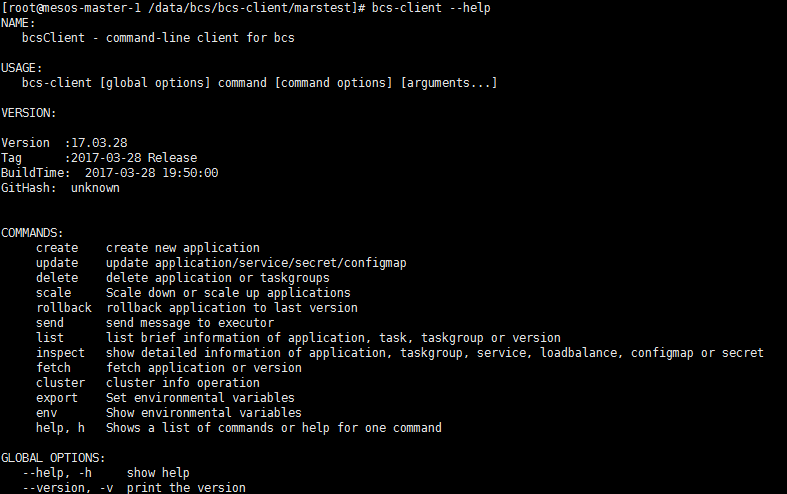 [root@mesos-master-1 /data/bcs/bcs-client/marstest]# bcs-client --help
NAME:
   bcsClient - command-line client for bcs

USAGE:
   bcs-client [global options] command [command options] [arguments...]

VERSION:

Version  :17.03.28
Tag      :2017-03-28 Release
BuildTime:  2017-03-28 19:50:00
GitHash:  unknown


COMMANDS:
     create    create new application
     update    update application/service/secret/configmap
     delete    delete application or taskgroups
     scale     Scale down or scale up applications
     rollback  rollback application to last version
     send      send message to executor
     list      list brief information of application, task, taskgroup or version
     inspect   show detailed information of application, taskgroup, service, loadbalance, configmap or secret
     fetch     fetch application or version
     cluster   cluster info operation
     export    Set environmental variables
     env       Show environmental variables
     help, h   Shows a list of commands or help for one command

GLOBAL OPTIONS:
   --help, -h     show help
   --version, -v  print the version